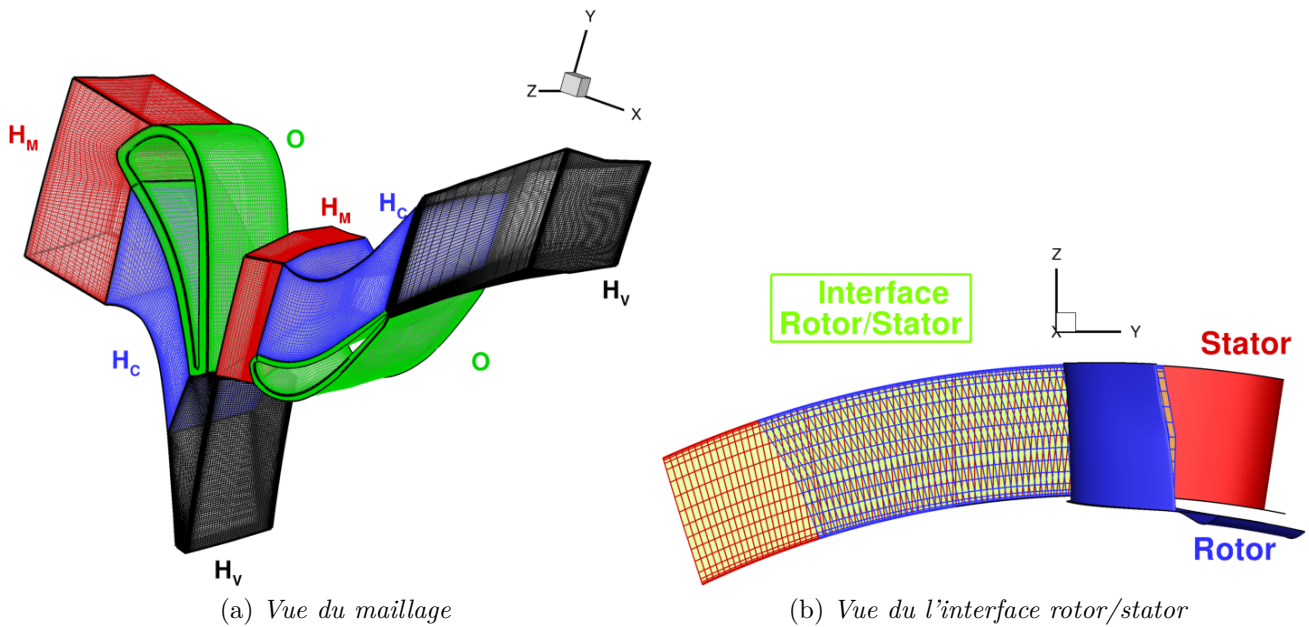 Y
Z
X
H_M
O
H_M
H_C
H_V
H_C
O
H_V
Interface
Rotor/Stator
Z
X
Y
Stator
Rotor
(a) Vue du maillage
(b) Vue du l'interface rotor/stator